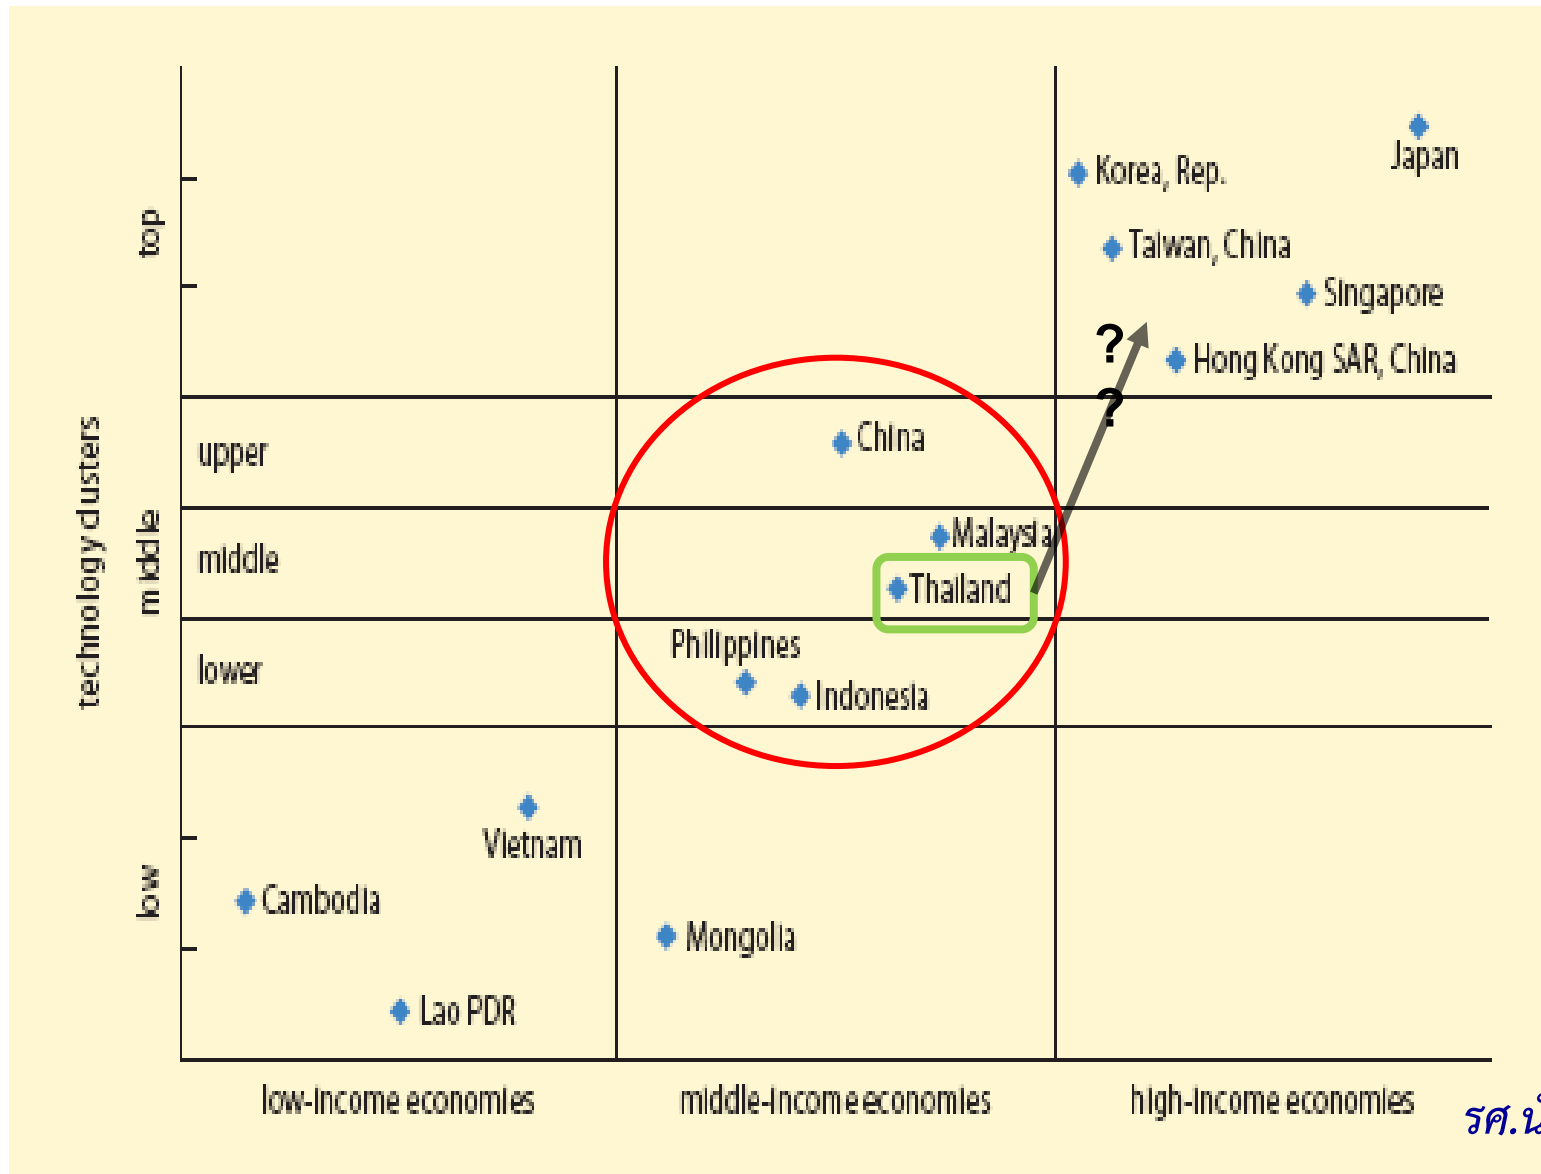 Japan
Korea, Rep.
Taiwan, China
Singapore
?
Hong Kong SAR, China
?
top
technology clusters
middle
low
upper
China
middle
Malaysia
Thailand
lower
Philippines
Indonesia
Vietnam
Cambodia
Mongolia
Lao PDR
low-income economies
middle-income economies
high-income economies
รศ.